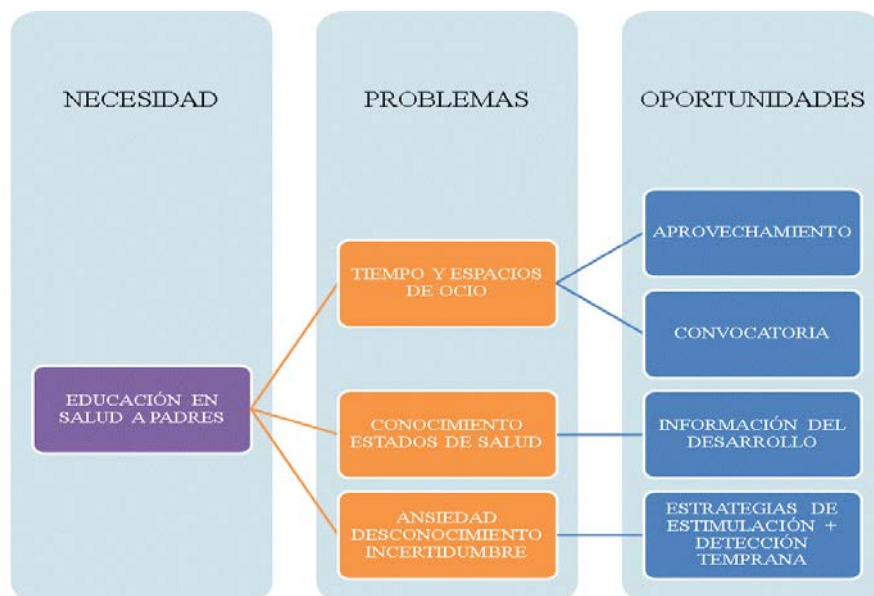 NECESIDAD
PROBLEMAS
OPORTUNIDADES
EDUCACIÓN EN
SALUD A PADRES
TIEMPO Y ESPACIOS
DE OCIO
CONOCIMIENTO
ESTADOS DE SALUD
ANSIEDAD
DESCONOCIMIENTO
INCERTIDUMBRE
APROVECHAMIENTO
CONVOCATORIA
INFORMACIÓN DEL
DESARROLLO
ESTRATEGIAS DE
ESTIMULACIÓN +
DETECCIÓN
TEMPRANA